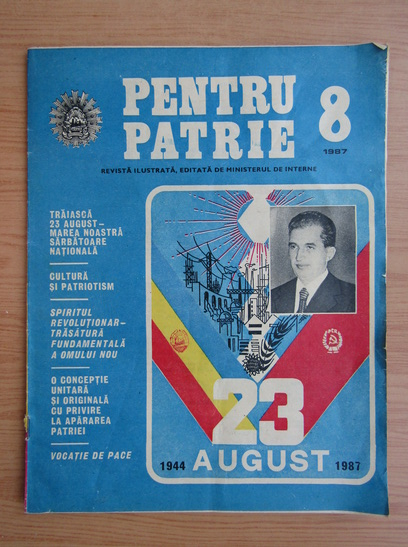 PENTRU
PATRIE
8
1987
REVISTĂ ILUSTRATĂ, EDITATĂ DE MINISTERUL DE INTERNE
TRĂIASCĂ
23 AUGUST–
MAREA NOASTRĂ
SĂRBĂTOARE
NAȚIONALĂ
CULTURĂ
ȘI PATRIOTISM
SPIRITUL
REVOLUȚIONAR–
TRĂSĂTURĂ
FUNDAMENTALĂ
A OMULUI NOU
O CONCEPȚIE
UNITARĂ
ȘI ORIGINALĂ
CU PRIVIRE
LA APĂRAREA
PATRIEI
VOCAȚIE DE PACE
23
1944 AUGUST 1987